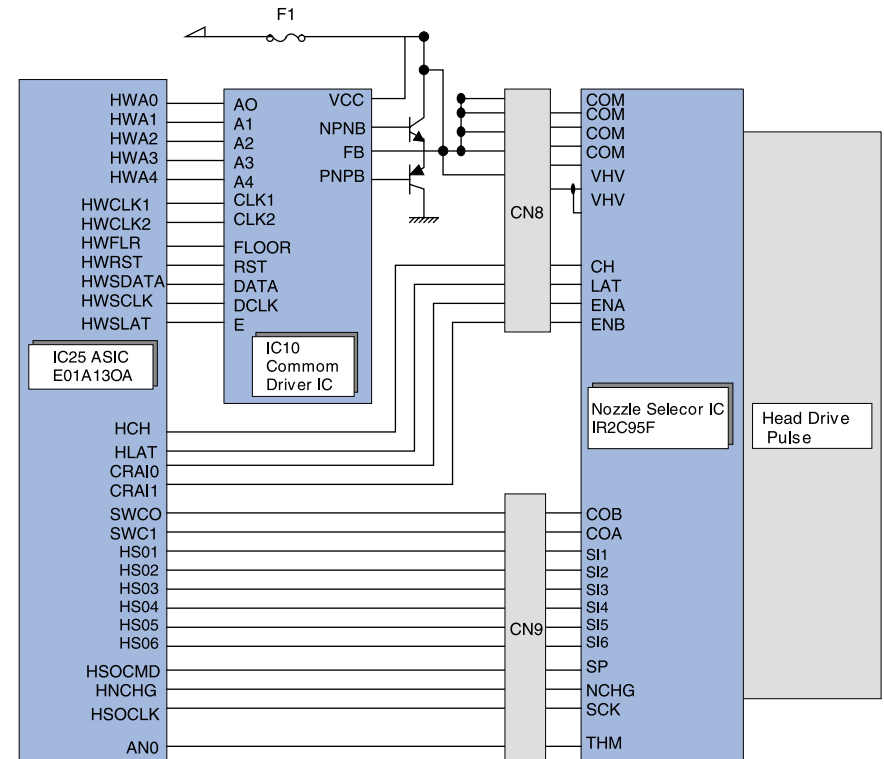 F1
HWA0
HWA1
HWA2
HWA3
HWA4
HWCLK1
HWCLK2
HWFLR
HWRST
HWSDATA
HWSCLK
HWSLAT
IC25 ASIC
E01A13OA
HCH
HLAT
CRAI0
CRAI1
SWCO
SWC1
HS01
HS02
HS03
HS04
HS05
HS06
HSOCMD
HNCHG
HSOCLK
AN0
AO
A1
A2
A3
A4
CLK1
CLK2
FLOOR
RST
DATA
DCLK
E
VCC
NPNB
FB
PNPB
IC10
Commom
Driver IC
CN8
CN9
COM
COM
COM
COM
VHV
VHV
CH
LAT
ENA
ENB
Nozzle Selecor IC
IR2C95F
COB
COA
SI1
SI2
SI3
SI4
SI5
SI6
SP
NCHG
SCK
THM
Head Drive
Pulse